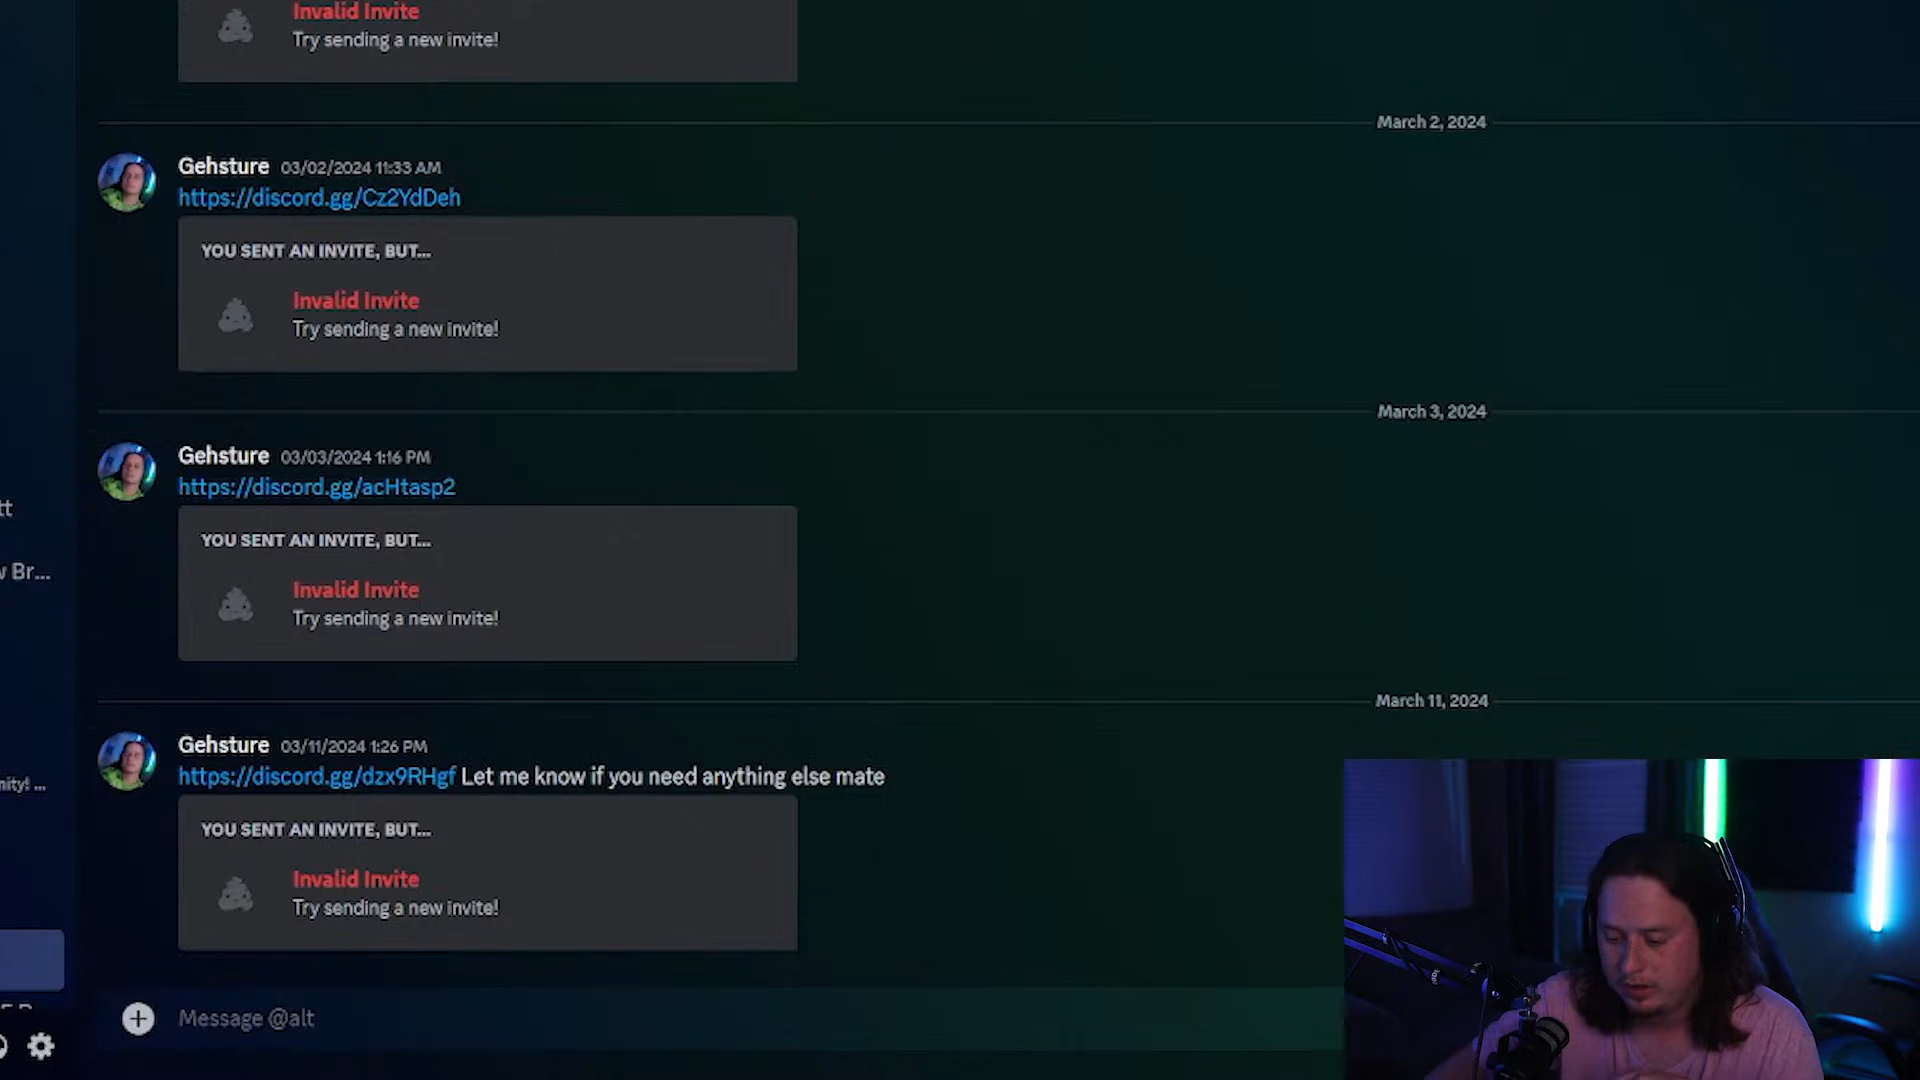 Invalid Invite
Try sending a new invite!
March 2, 2024
Gehsture 03/02/2024 11:33 AM
https://discord.gg/Cz2YdDeh
YOU SENT AN INVITE, BUT...
Invalid Invite
Try sending a new invite!
March 3, 2024
Gehsture 03/03/2024 1:16 PM
https://discord.gg/acHtasp2
YOU SENT AN INVITE, BUT...
Invalid Invite
Try sending a new invite!
March 11, 2024
Gehsture 03/11/2024 1:26 PM
https://discord.gg/dzx9RHgf Let me know if you need anything else mate
YOU SENT AN INVITE, BUT...
Invalid Invite
Try sending a new invite!
Message @alt
tt
Br...
nity! ...